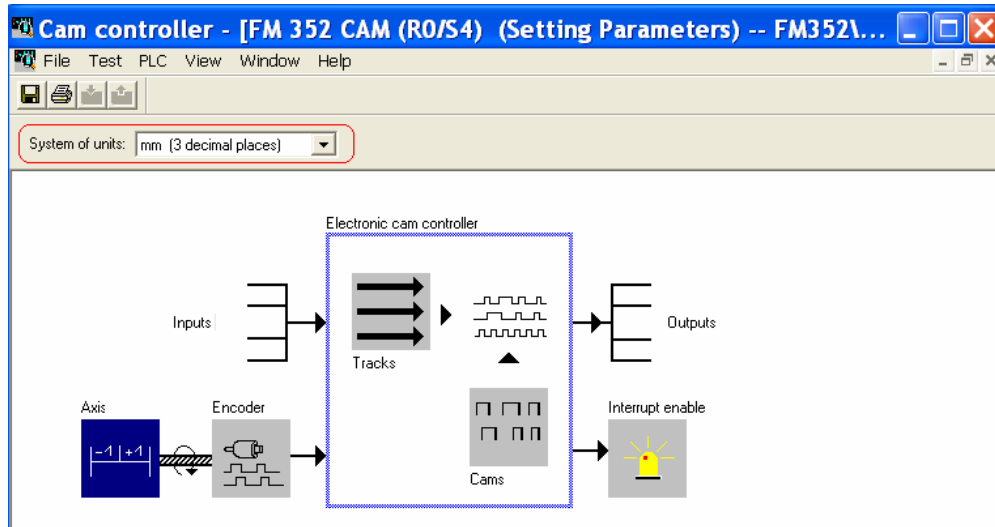 Cam controller - [FM 352 CAM (R0/S4) (Setting Parameters) -- FM352\...
File Test PLC View Window Help
System of units: mm (3 decimal places)
Electronic cam controller
Inputs
Tracks
Outputs
Axis
Encoder
Interrupt enable
-1 +1
Cams